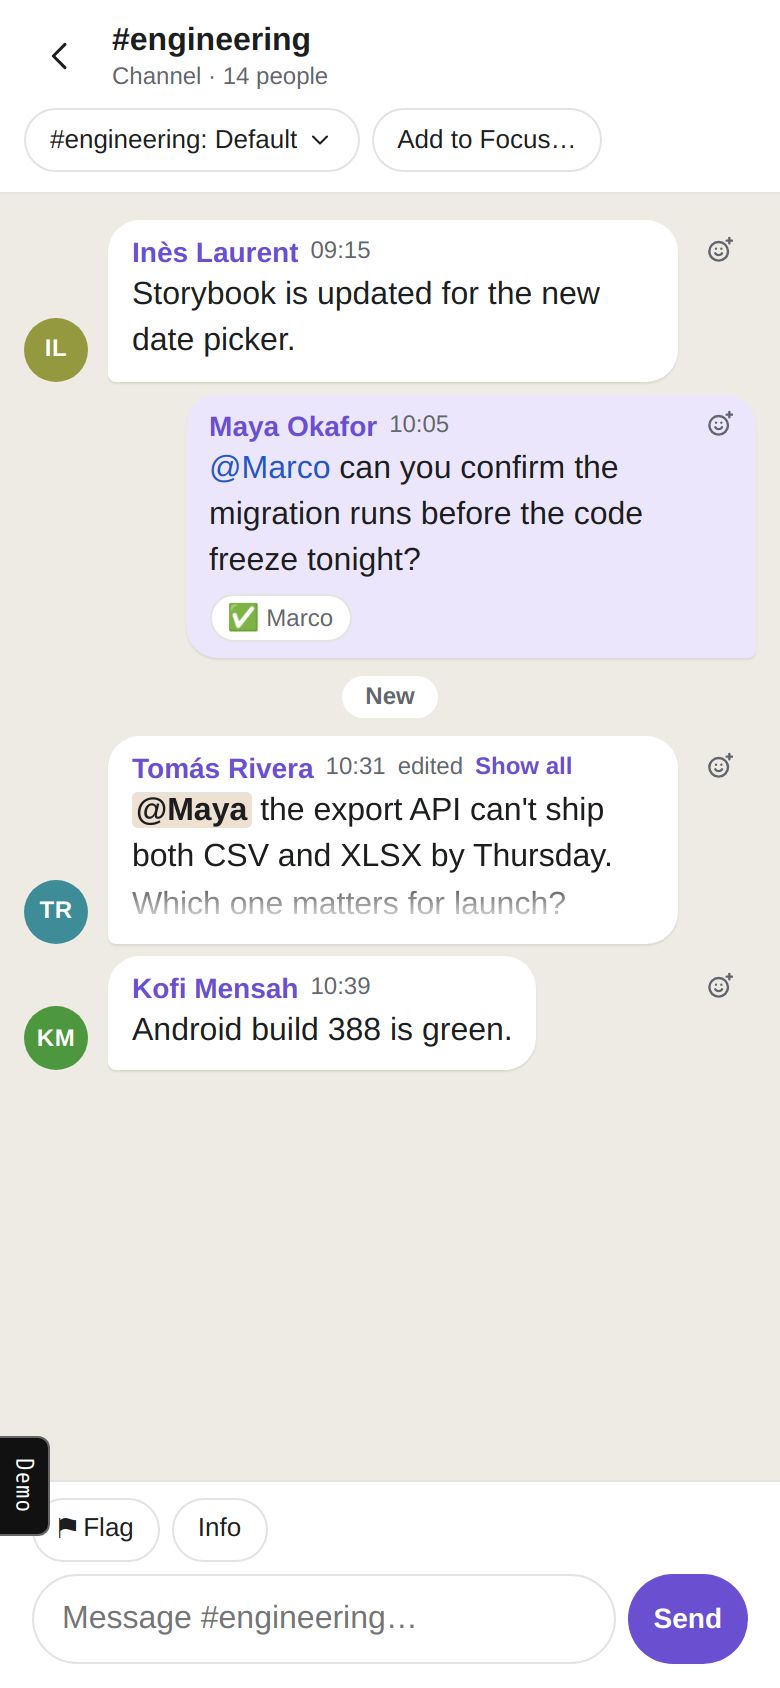 #engineering
Channel · 14 people
#engineering: Default
Add to Focus…
Inès Laurent 09:15
Storybook is updated for the new
date picker.
IL
Maya Okafor 10:05
@Marco can you confirm the
migration runs before the code
freeze tonight?
✅ Marco
New
Tomás Rivera 10:31 edited Show all
@Maya the export API can't ship
both CSV and XLSX by Thursday.
Which one matters for launch?
TR
Kofi Mensah 10:39
Android build 388 is green.
KM
Demo
⚑ Flag
Info
Message #engineering…
Send